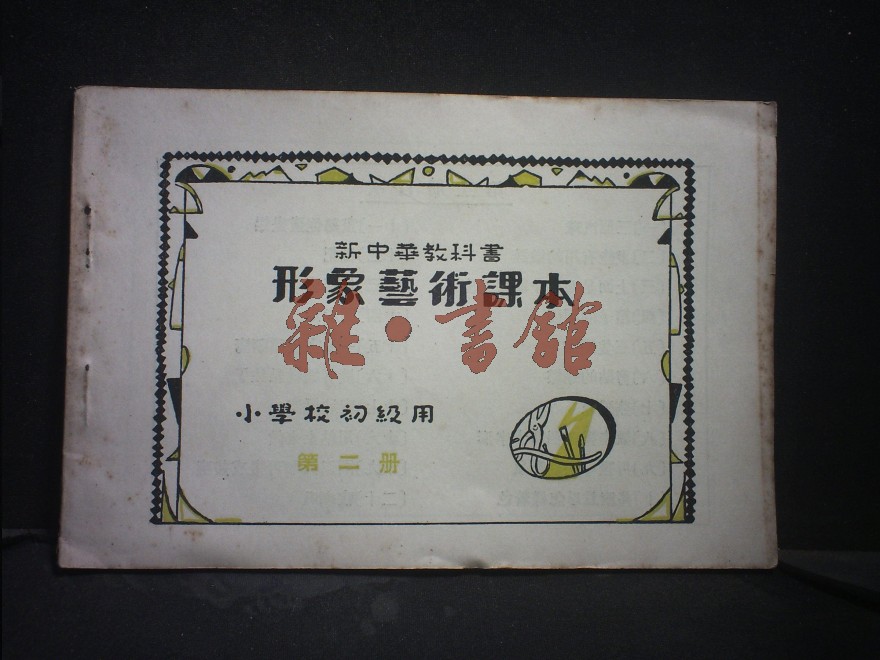 新中華教科書
形象藝術課本
雜·書館
小學校初級用
第二册